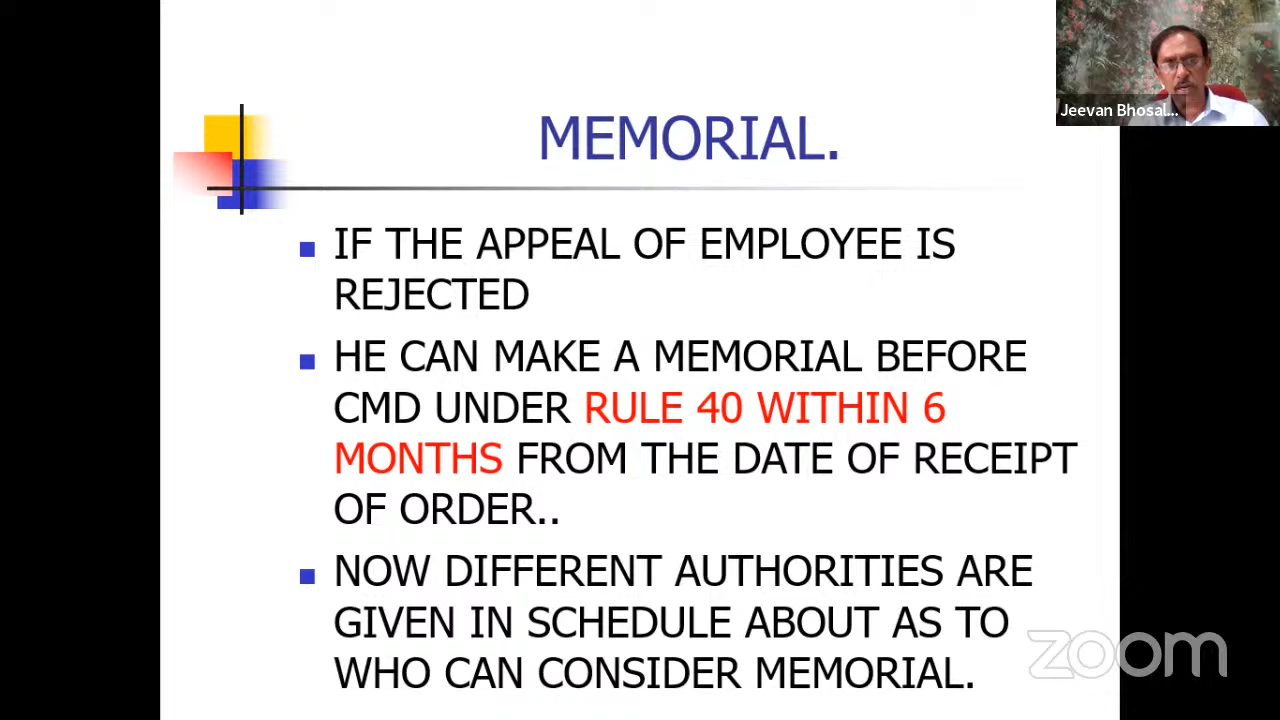 Jeevan Bhosal...
MEMORIAL.
IF THE APPEAL OF EMPLOYEE IS
REJECTED
HE CAN MAKE A MEMORIAL BEFORE
CMD UNDER RULE 40 WITHIN 6
MONTHS FROM THE DATE OF RECEIPT
OF ORDER..
NOW DIFFERENT AUTHORITIES ARE
GIVEN IN SCHEDULE ABOUT AS TO
WHO CAN CONSIDER MEMORIAL.
zoom